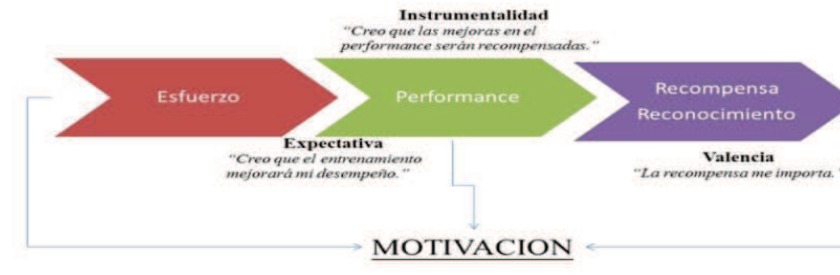 Instrumentalidad
“Creo que las mejoras en el
performance serán recompensadas.”
Esfuerzo
Performance
Recompensa
Reconocimiento
Expectativa
“Creo que el entrenamiento
mejorará mi desempeño.”
Valencia
“La recompensa me importa.”
MOTIVACION